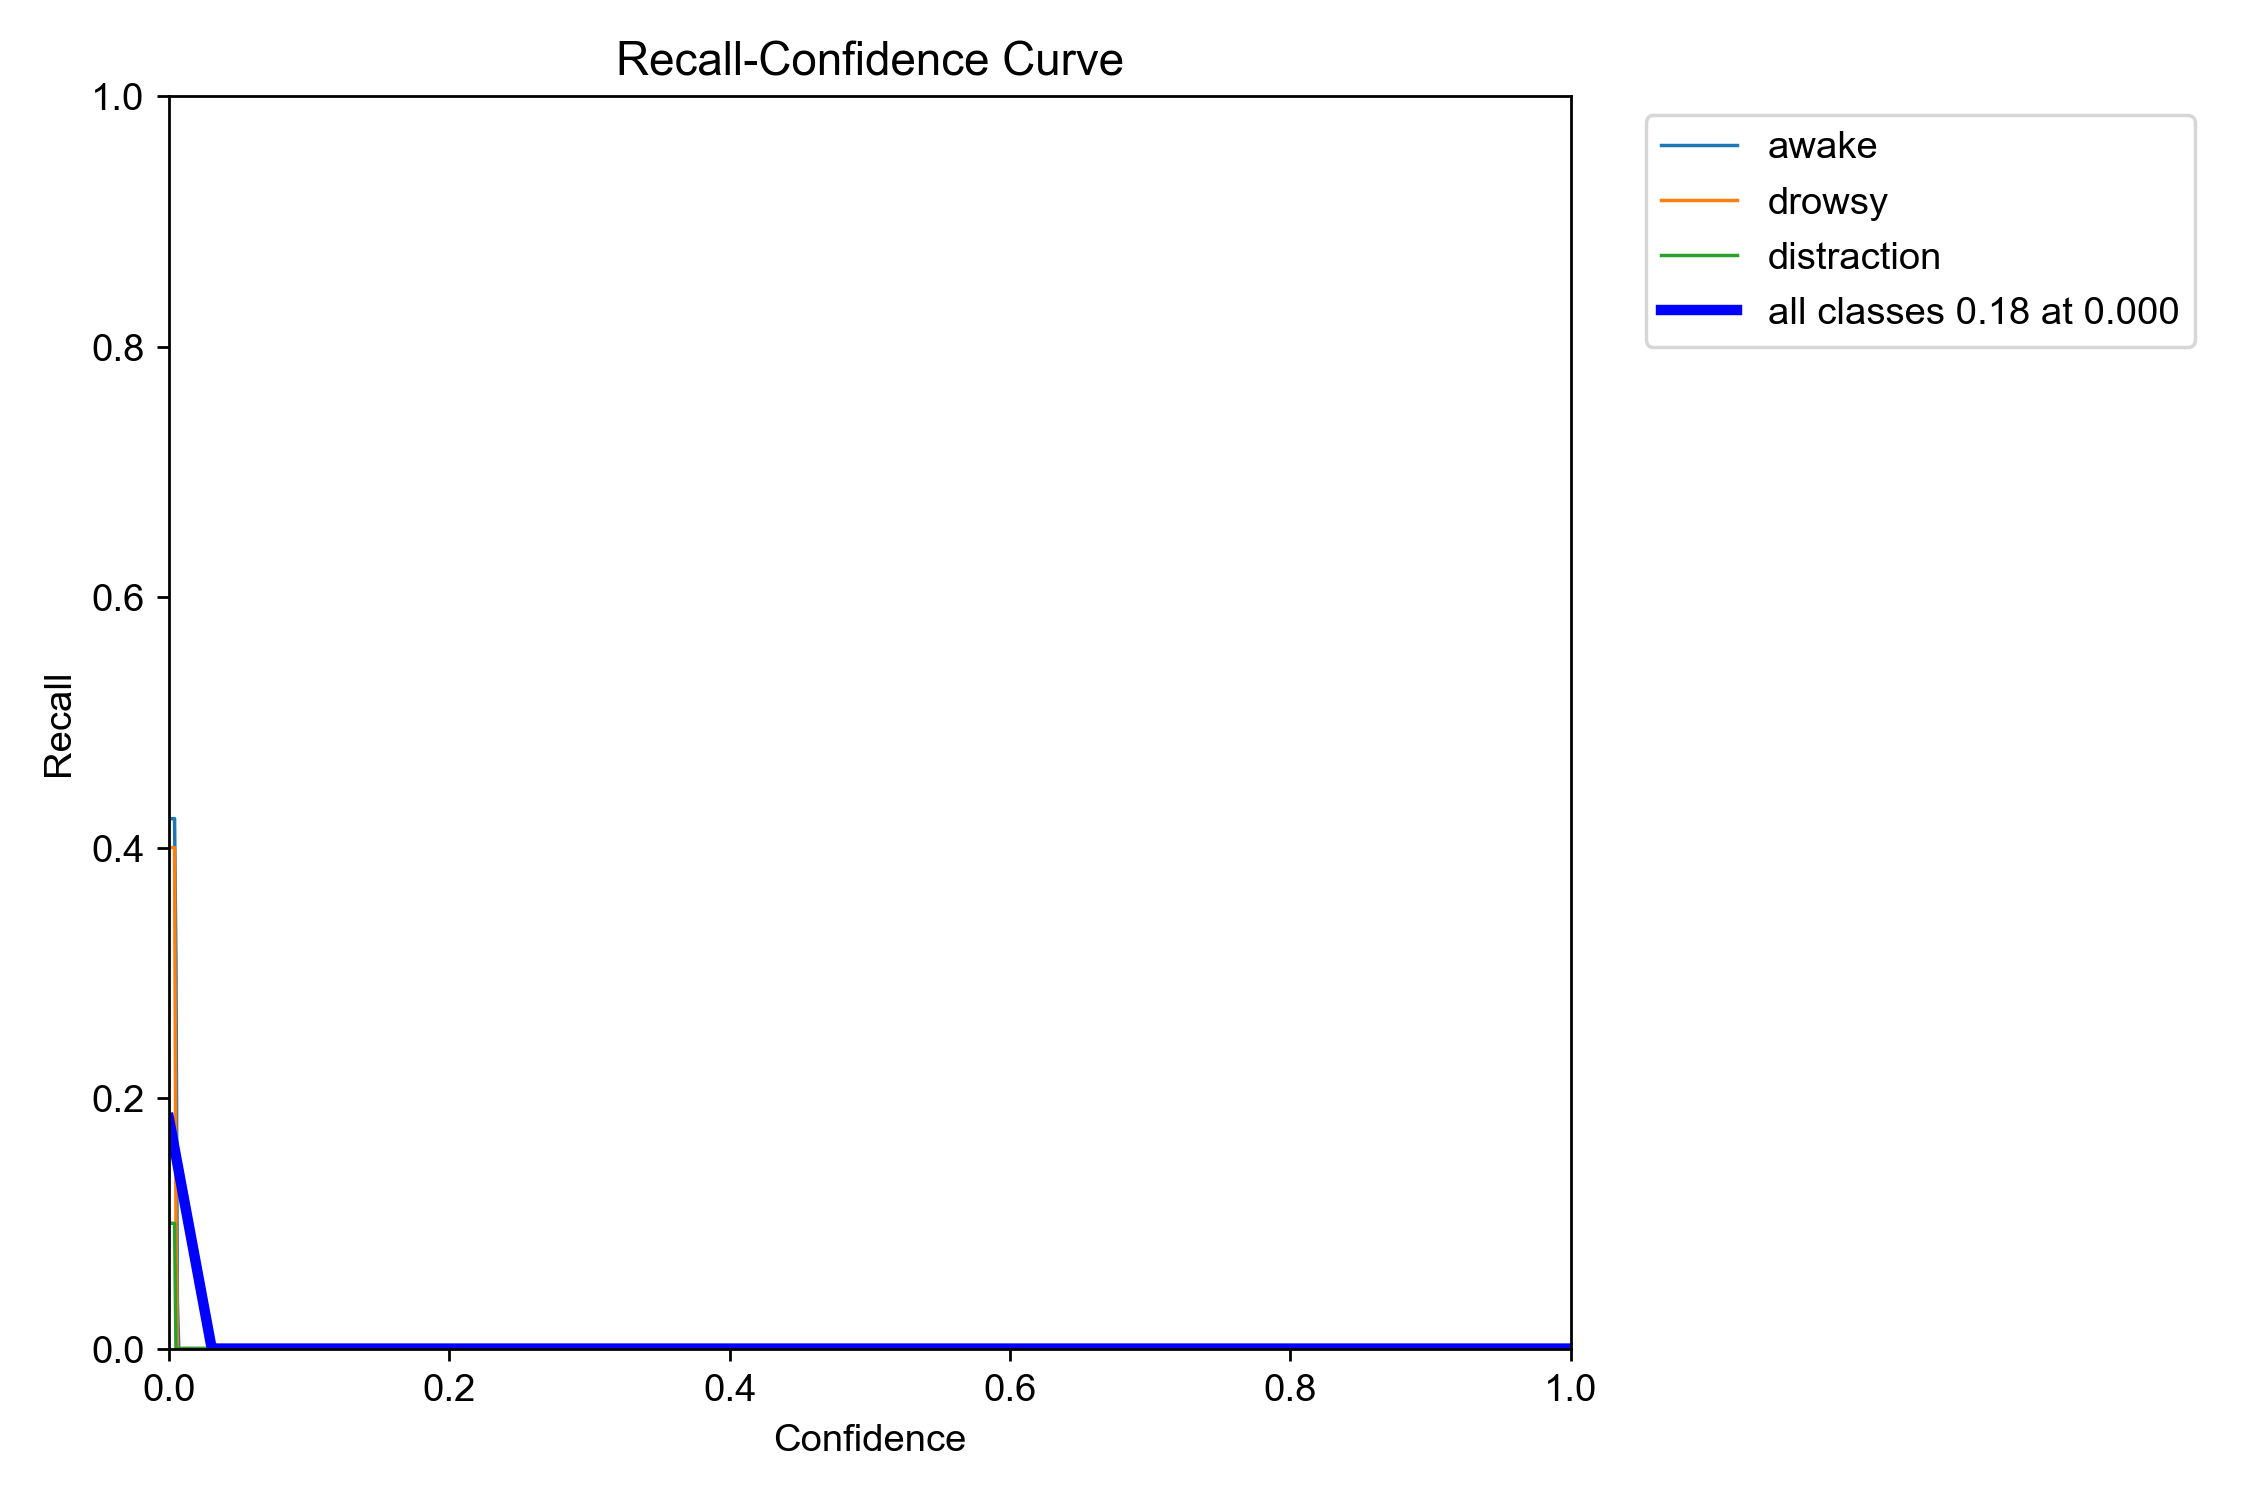 Recall-Confidence Curve
1.0
0.8
0.6
0.4
0.2
0.0
Recall
0.0 0.2 0.4 0.6 0.8 1.0
Confidence
awake
drowsy
distraction
all classes 0.18 at 0.000